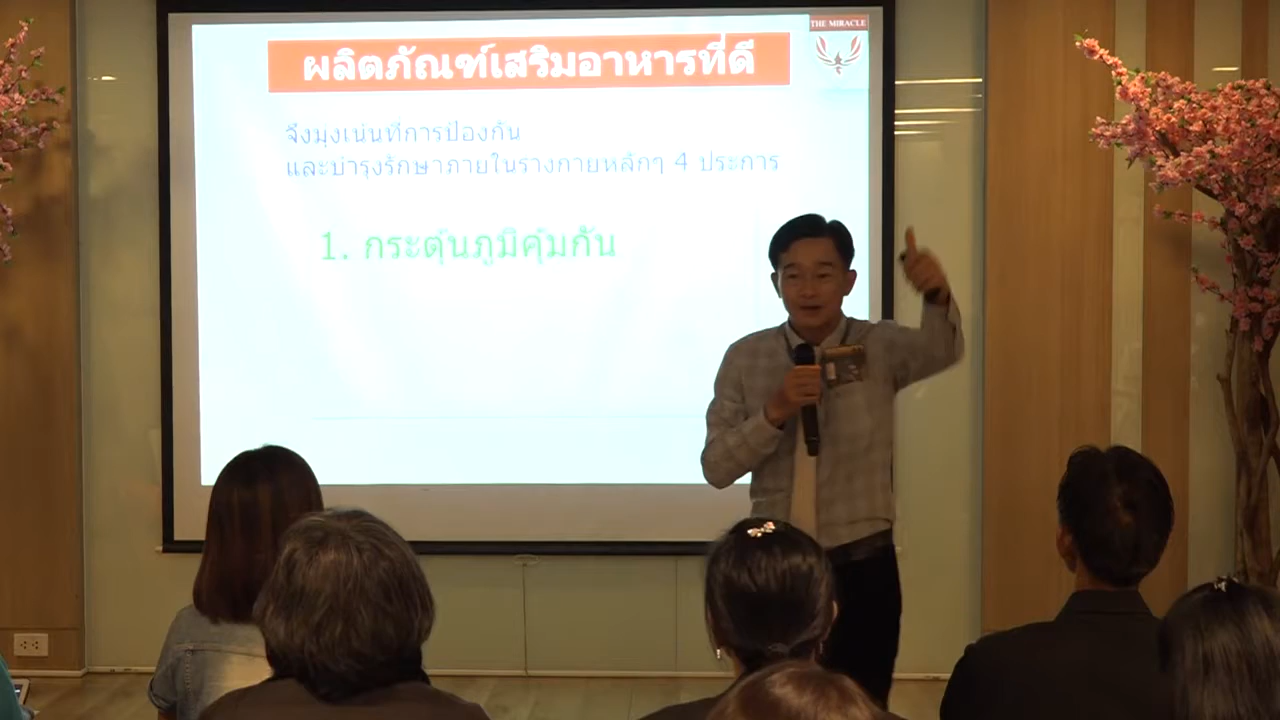 THE MIRACLE
ผลิตภัณฑ์เสริมอาหารที่ดี
จึงมุ่งเน้นที่การป้องกัน
และบำรุงรักษาภายในร่างกายหลักๆ 4 ประการ
1. กระตุ้นภูมิคุ้มกัน